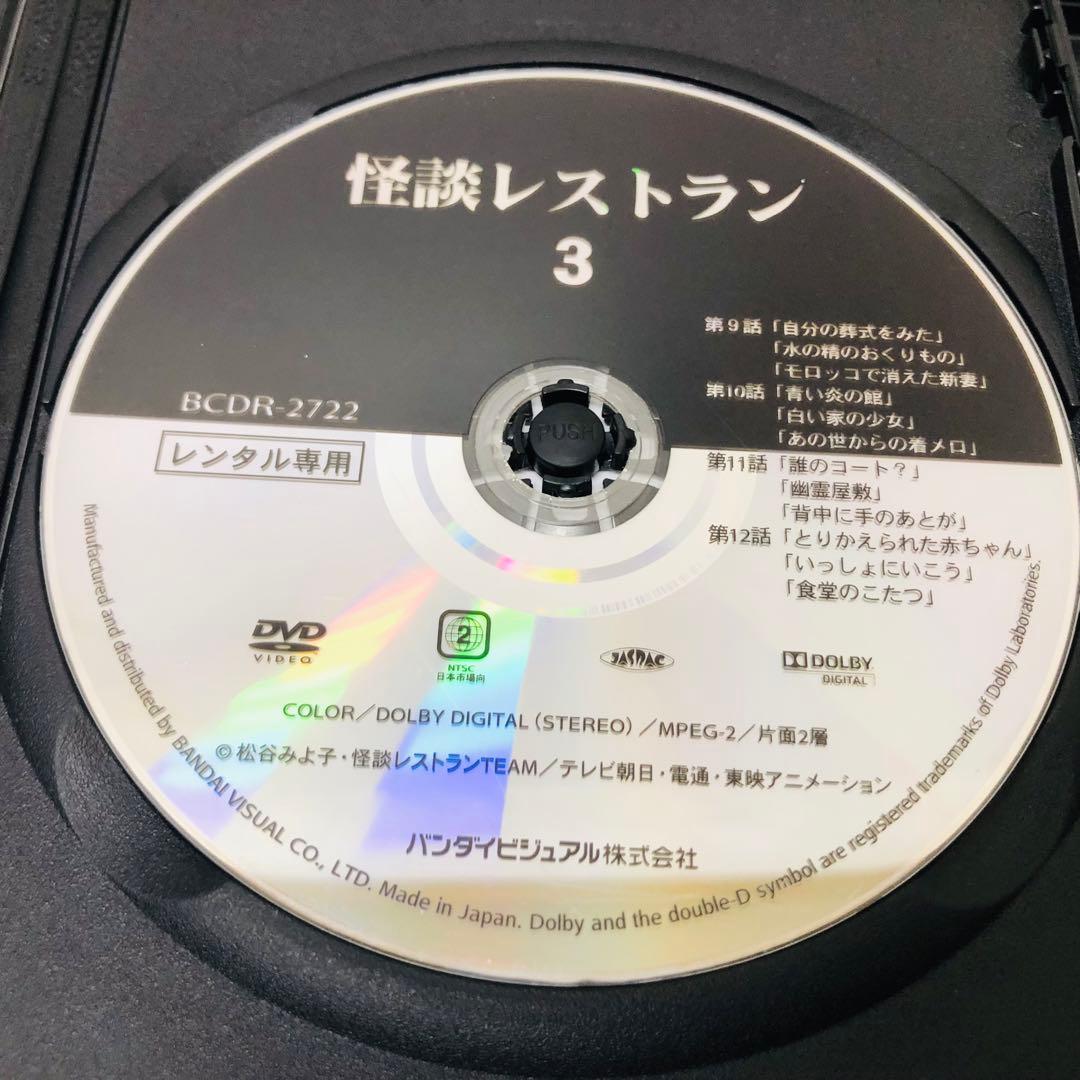 怪談レストラン
3
第9話「自分の葬式をみた」
「水の精のおくりもの」
「モロッコで消えた新妻」
第10話「青い炎の館」
「白い家の少女」
「あの世からの着メロ」
第11話「誰のコート？」
「幽霊屋敷」
「背中に手のあとが」
第12話「とりかえられた赤ちゃん」
「いっしょにいこう」
「食堂のこたつ」
BCDR-2722
レンタル専用
PUSH
DVD
VIDEO
2
NTSC
日本市場向
JASRAC
DOLBY
DIGITAL
COLOR／DOLBY DIGITAL（STEREO）／MPEG-2／片面2層
©松谷みよ子・怪談レストランTEAM／テレビ朝日・電通・東映アニメーション
バンダイビジュアル株式会社
Manufactured and distributed by BANDAI VISUAL CO., LTD. Made in Japan. Dolby and the double-D symbol are registered trademarks of Dolby Laboratories.